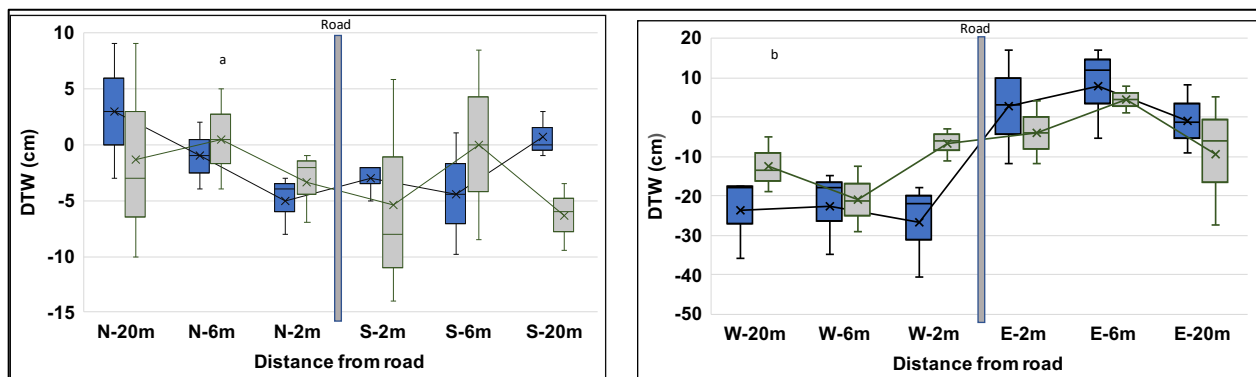 Road
a
10
5
0
-5
-10
-15
DTW (cm)
N-20m N-6m N-2m S-2m S-6m S-20m
Distance from road
Road
b
20
10
0
-10
-20
-30
-40
-50
DTW (cm)
W-20m W-6m W-2m E-2m E-6m E-20m
Distance from road